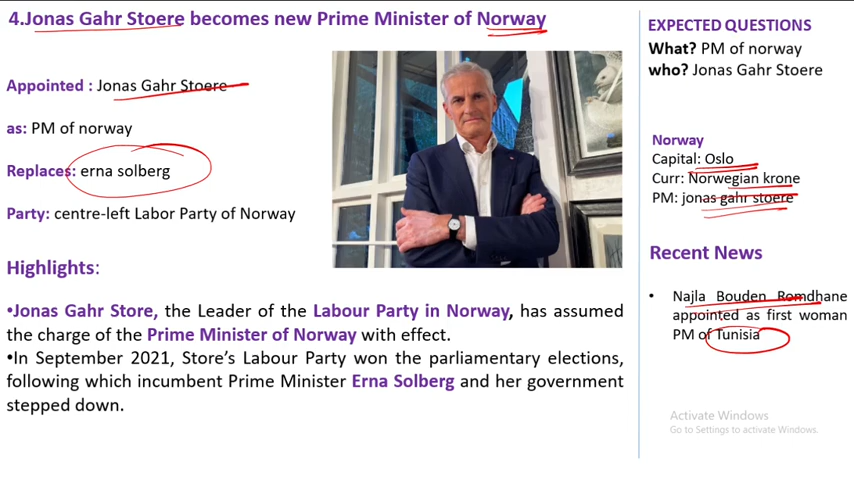 4.Jonas Gahr Stoere becomes new Prime Minister of Norway
Appointed : Jonas Gahr Stoere
as: PM of norway
Replaces: erna solberg
Party: centre-left Labor Party of Norway
Highlights:
•Jonas Gahr Store, the Leader of the Labour Party in Norway, has assumed
the charge of the Prime Minister of Norway with effect.
•In September 2021, Store's Labour Party won the parliamentary elections,
following which incumbent Prime Minister Erna Solberg and her government
stepped down.
EXPECTED QUESTIONS
What? PM of norway
who? Jonas Gahr Stoere
Norway
Capital: Oslo
Curr: Norwegian krone
PM: jonas gahr stoere
Recent News
• Najla Bouden Romdhane
appointed as first woman
PM of Tunisia
Activate Windows
Go to Settings to activate Windows.